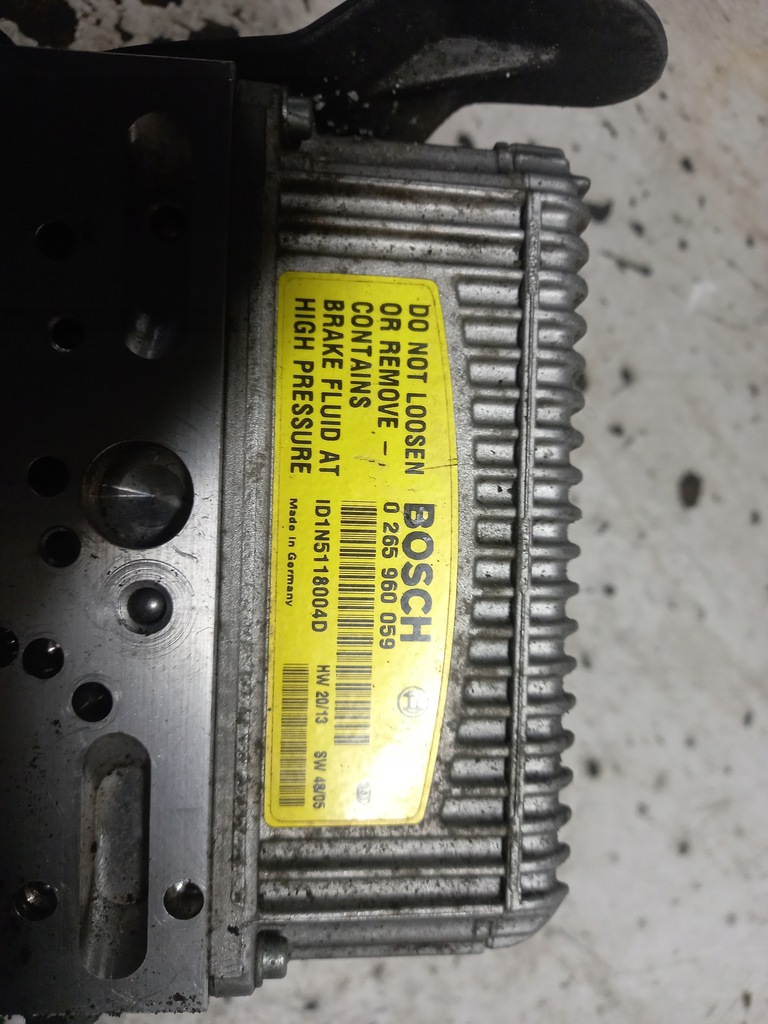 DO NOT LOOSEN
OR REMOVE -
CONTAINS
BRAKE FLUID AT
HIGH PRESSURE
BOSCH
0 265 960 059
ID1N5118004D
Made in Germany
HW 20/13 SW 48/05